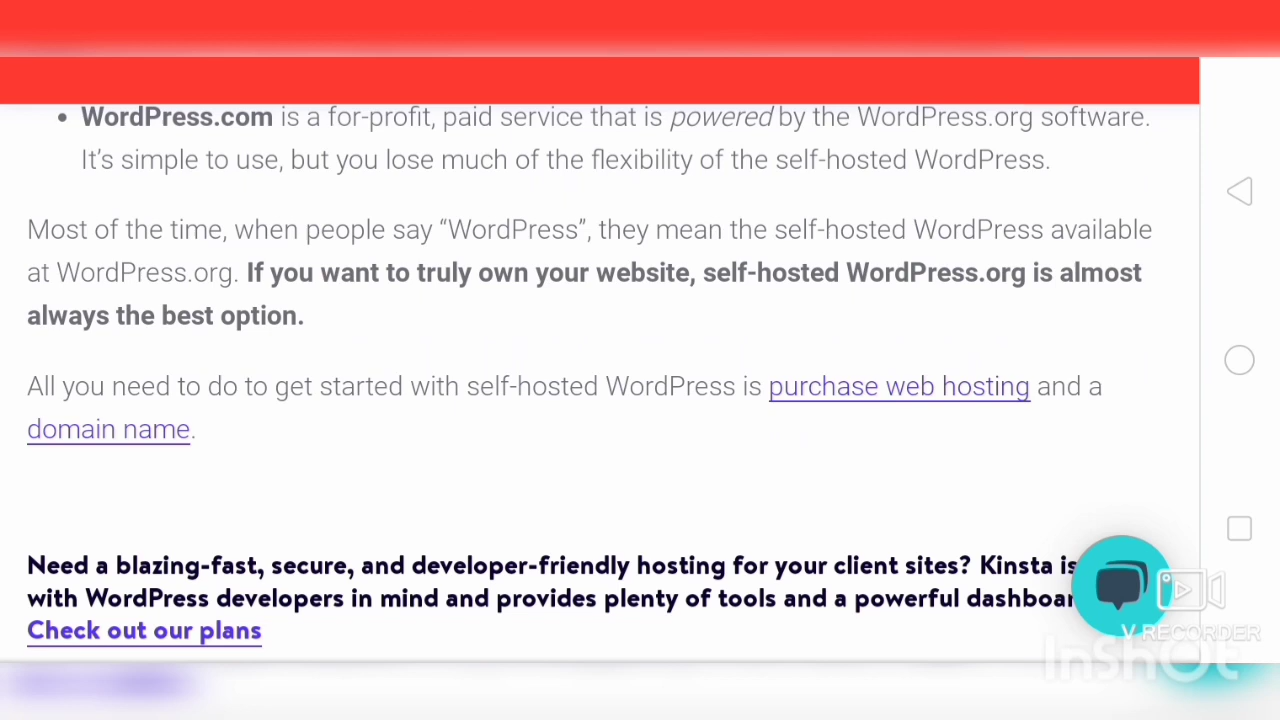 • WordPress.com is a for-profit, paid service that is powered by the WordPress.org software.
It’s simple to use, but you lose much of the flexibility of the self-hosted WordPress.
Most of the time, when people say “WordPress”, they mean the self-hosted WordPress available
at WordPress.org. If you want to truly own your website, self-hosted WordPress.org is almost
always the best option.
All you need to do to get started with self-hosted WordPress is purchase web hosting and a
domain name.
Need a blazing-fast, secure, and developer-friendly hosting for your client sites? Kinsta is
with WordPress developers in mind and provides plenty of tools and a powerful dashboar
Check out our plans
V RECORDER
InShOt